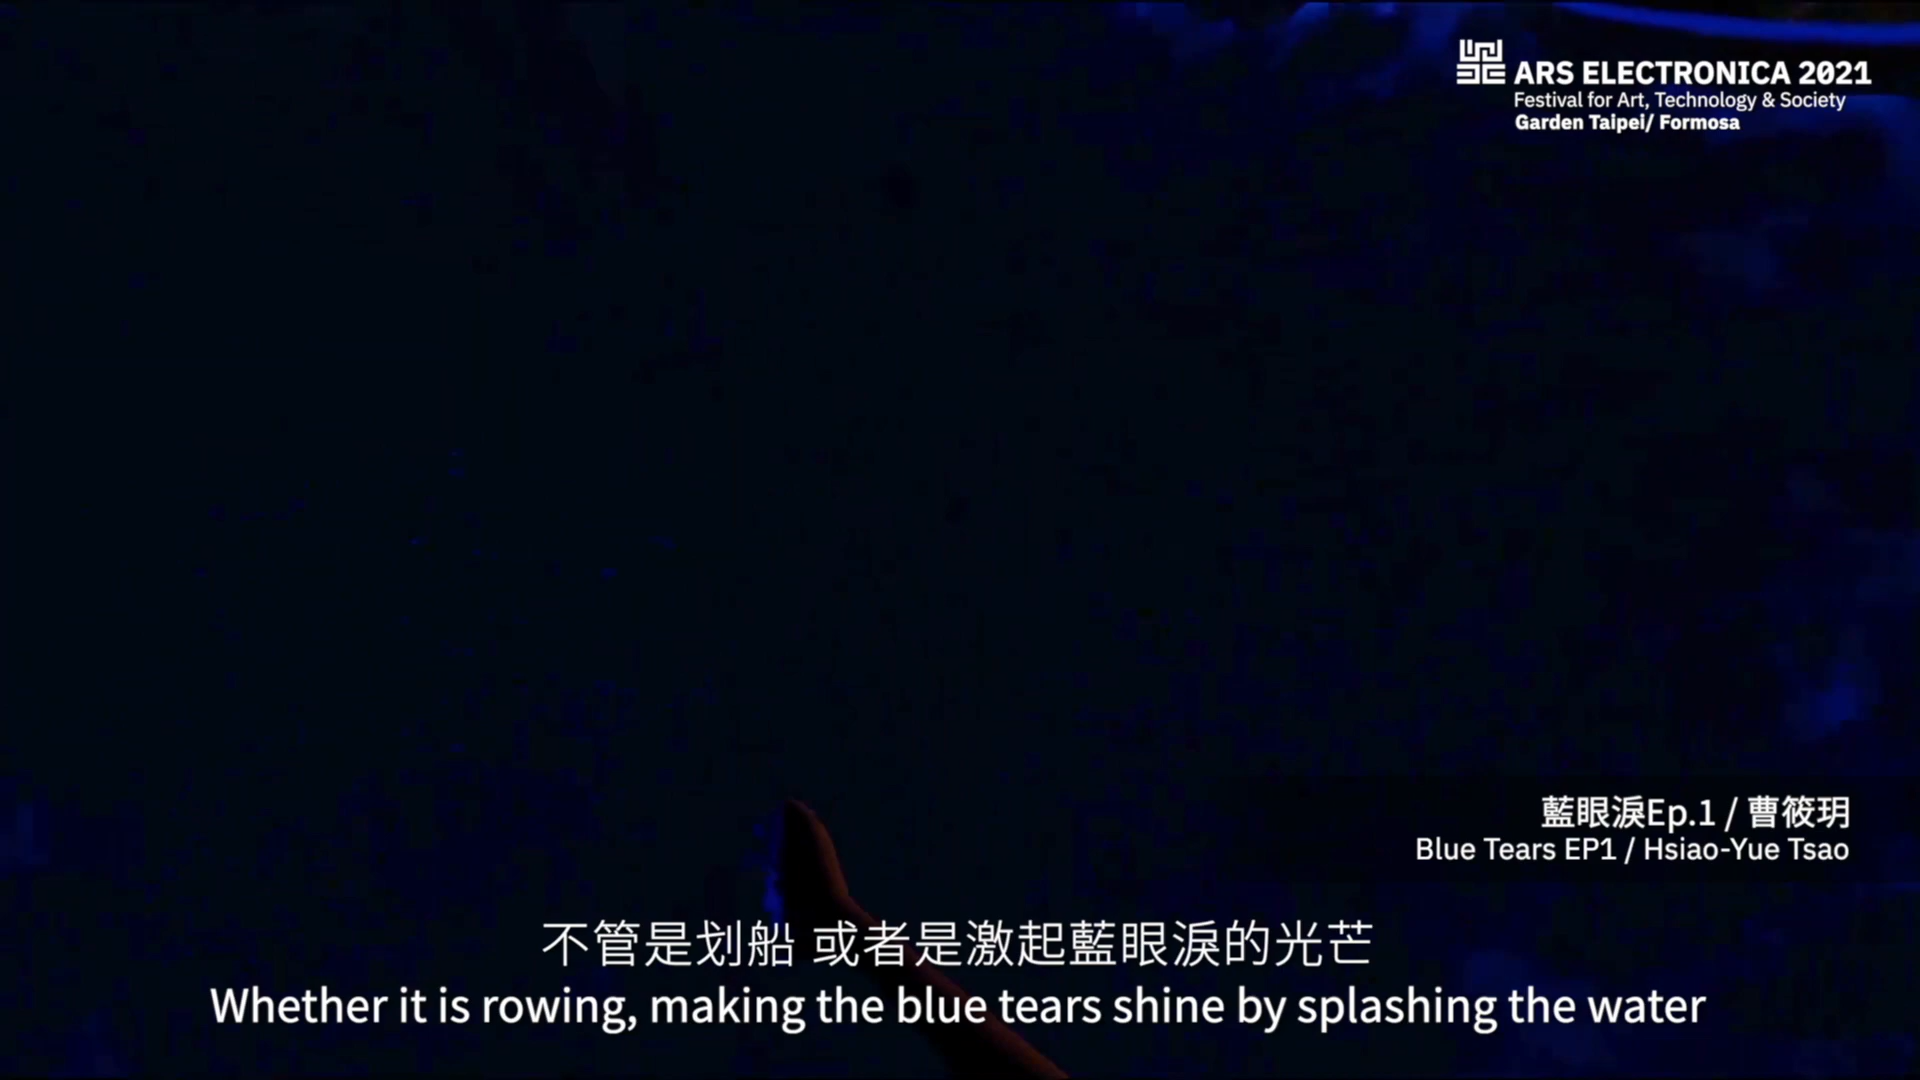 ARS ELECTRONICA 2021
Festival for Art, Technology & Society
Garden Taipei/ Formosa
藍眼淚Ep.1 / 曹筱玥
Blue Tears EP1 / Hsiao-Yue Tsao
不管是划船 或者是激起藍眼淚的光芒
Whether it is rowing, making the blue tears shine by splashing the water